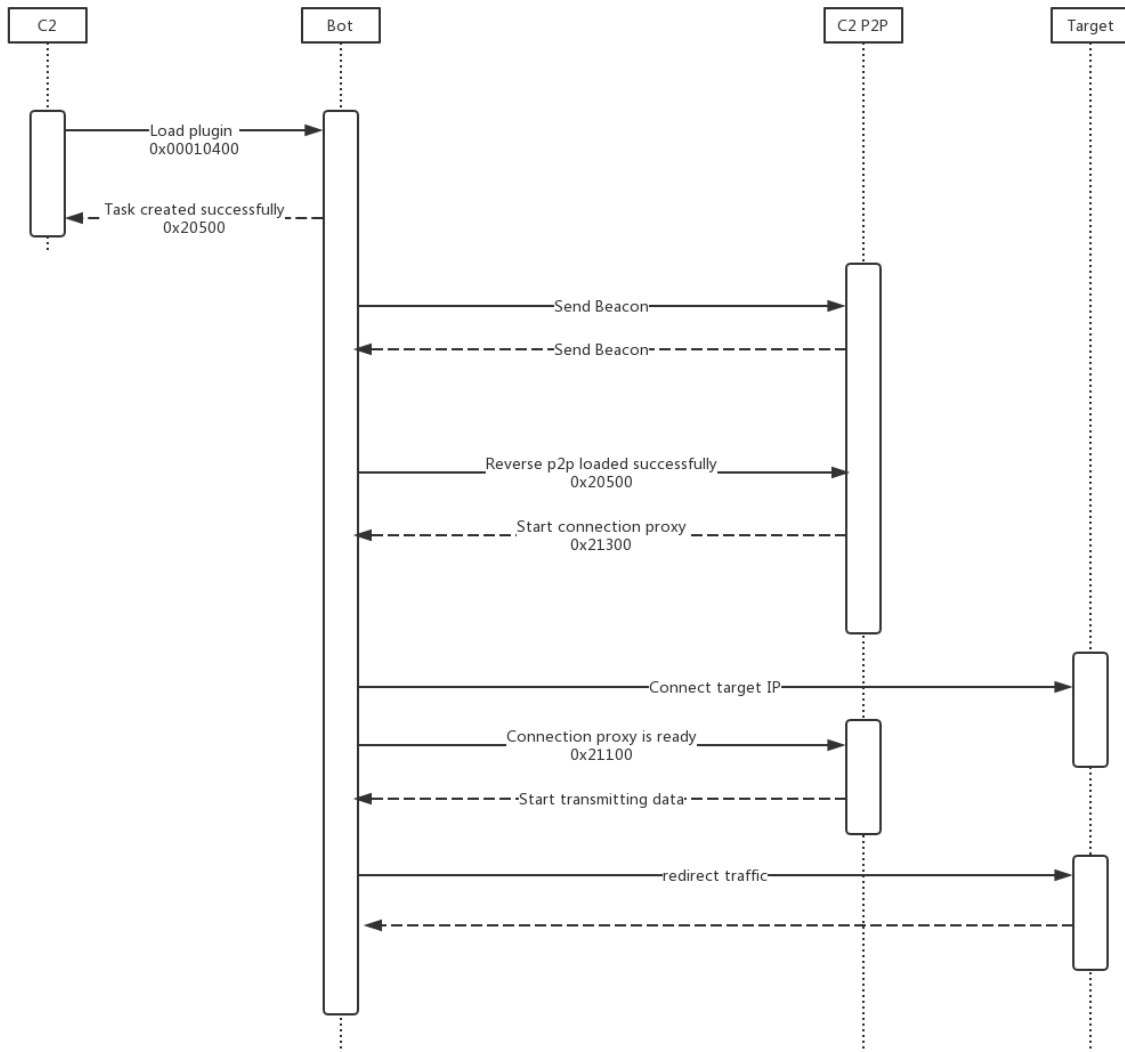 C2
Bot
C2 P2P
Target
Load plugin
0x00010400
Task created successfully
0x20500
Send Beacon
Send Beacon
Reverse p2p loaded successfully
0x20500
Start connection proxy
0x21300
Connect target IP
Connection proxy is ready
0x21100
Start transmitting data
redirect traffic